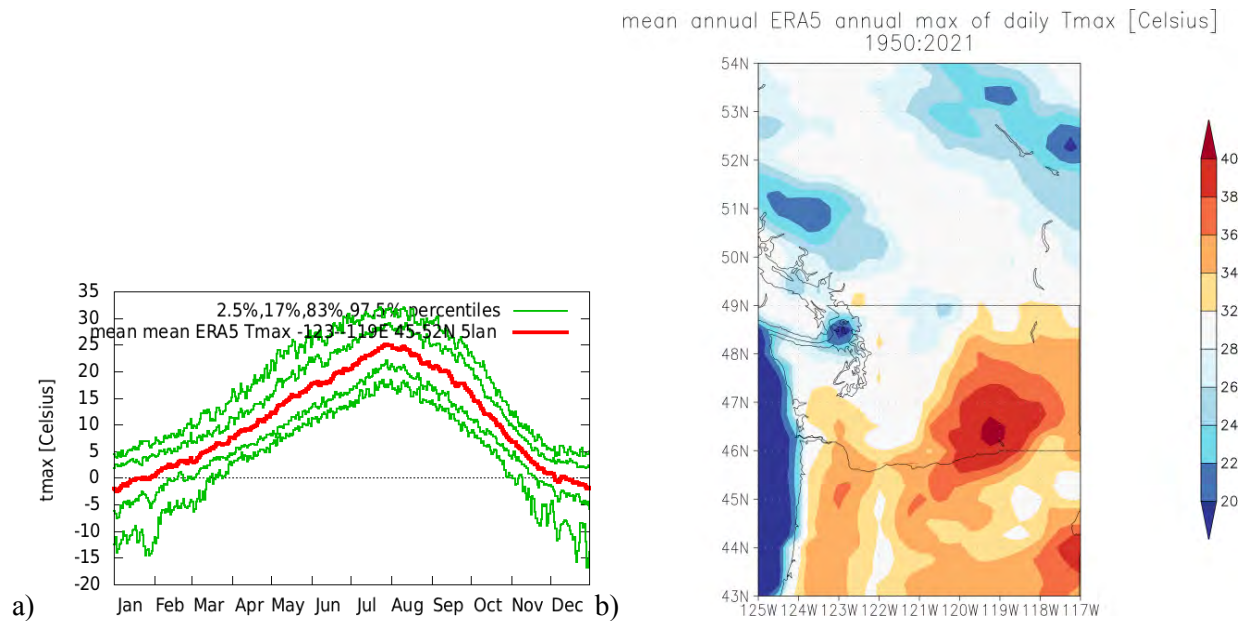 mean annual ERA5 annual max of daily Tmax [Celsius]
1950:2021
54N
53N
52N
51N
50N
49N
48N
47N
46N
45N
44N
43N
125W 124W 123W 122W 121W 120W 119W 118W 117W
40
38
36
34
32
28
26
24
22
20
2.5%,17%,83%,97.5% percentiles
mean mean ERA5 Tmax -123--119E 45-52N 5lan
tmax [Celsius]
35
30
25
20
15
10
5
0
-5
-10
-15
-20
Jan Feb Mar Apr May Jun Jul Aug Sep Oct Nov Dec
a)
b)